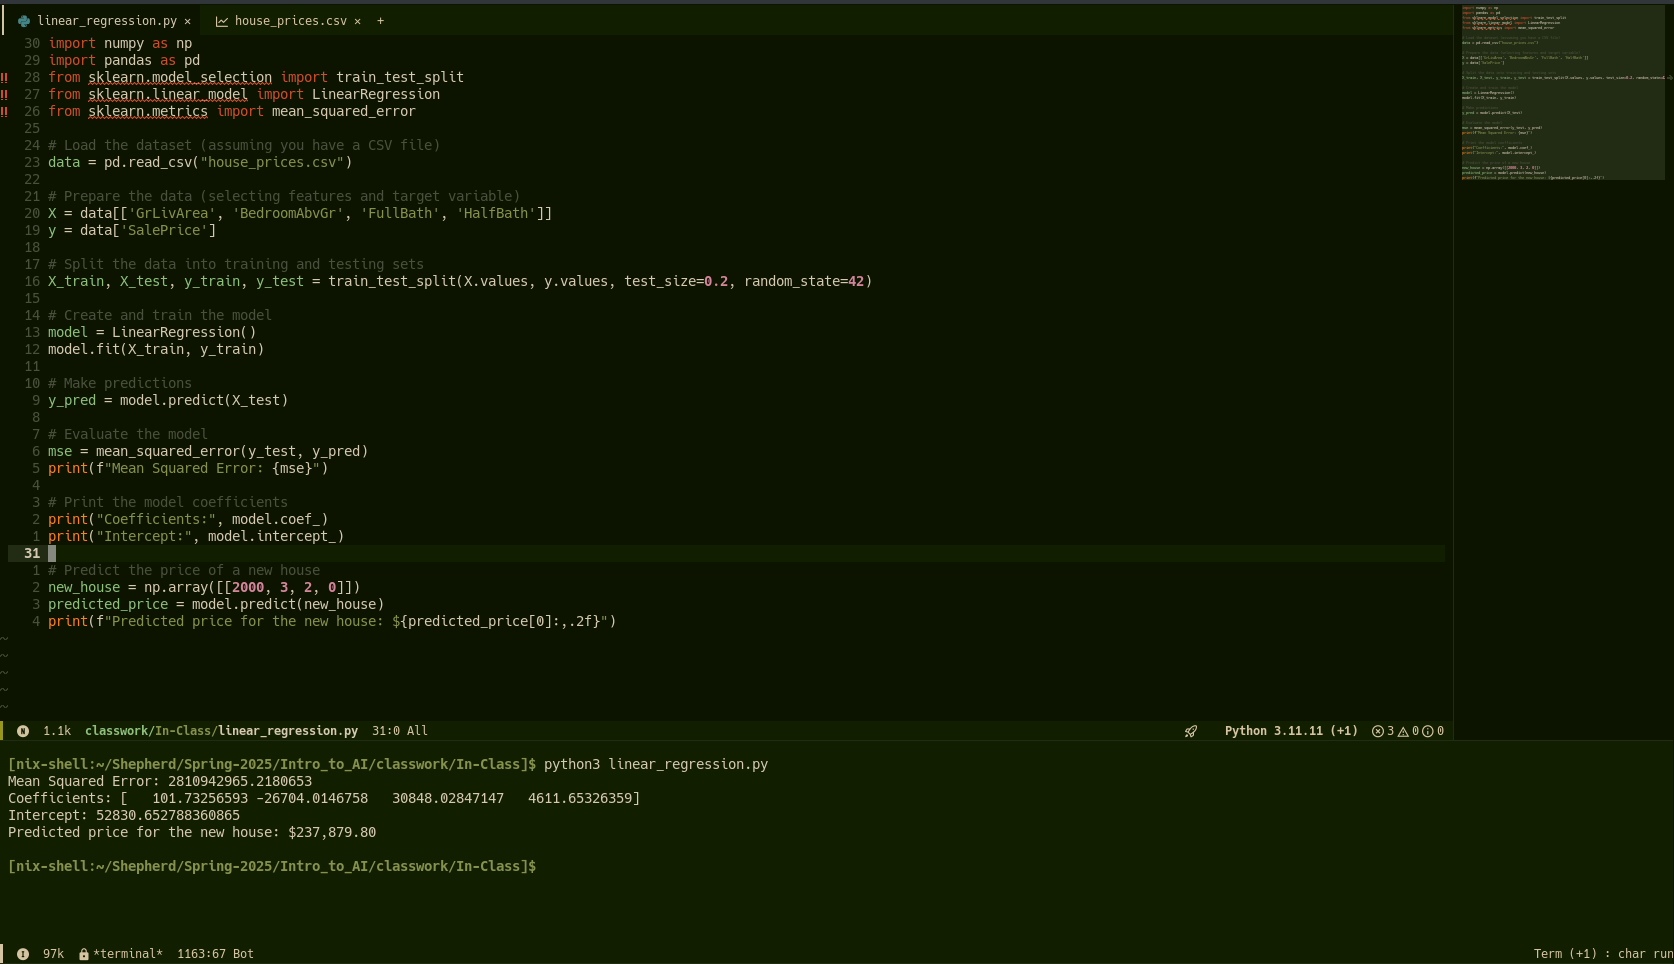 linear_regression.py × house_prices.csv × +
30 import numpy as np
29 import pandas as pd
!! 28 from sklearn.model_selection import train_test_split
!! 27 from sklearn.linear_model import LinearRegression
!! 26 from sklearn.metrics import mean_squared_error
25
24 # Load the dataset (assuming you have a CSV file)
23 data = pd.read_csv("house_prices.csv")
22
21 # Prepare the data (selecting features and target variable)
20 X = data[['GrLivArea', 'BedroomAbvGr', 'FullBath', 'HalfBath']]
19 y = data['SalePrice']
18
17 # Split the data into training and testing sets
16 X_train, X_test, y_train, y_test = train_test_split(X.values, y.values, test_size=0.2, random_state=42)
15
14 # Create and train the model
13 model = LinearRegression()
12 model.fit(X_train, y_train)
11
10 # Make predictions
9 y_pred = model.predict(X_test)
8
7 # Evaluate the model
6 mse = mean_squared_error(y_test, y_pred)
5 print(f"Mean Squared Error: {mse}")
4
3 # Print the model coefficients
2 print("Coefficients:", model.coef_)
1 print("Intercept:", model.intercept_)
31
1 # Predict the price of a new house
2 new_house = np.array([[2000, 3, 2, 0]])
3 predicted_price = model.predict(new_house)
4 print(f"Predicted price for the new house: ${predicted_price[0]:,.2f}")
~
~
~
~
~
N 1.1k classwork/In-Class/linear_regression.py 31:0 All Python 3.11.11 (+1) 3 0 0
[nix-shell:~/Shepherd/Spring-2025/Intro_to_AI/classwork/In-Class]$ python3 linear_regression.py
Mean Squared Error: 2810942965.2180653
Coefficients: [   101.73256593 -26704.0146758   30848.02847147   4611.65326359]
Intercept: 52830.652788360865
Predicted price for the new house: $237,879.80
[nix-shell:~/Shepherd/Spring-2025/Intro_to_AI/classwork/In-Class]$
I 97k *terminal* 1163:67 Bot Term (+1) : char run